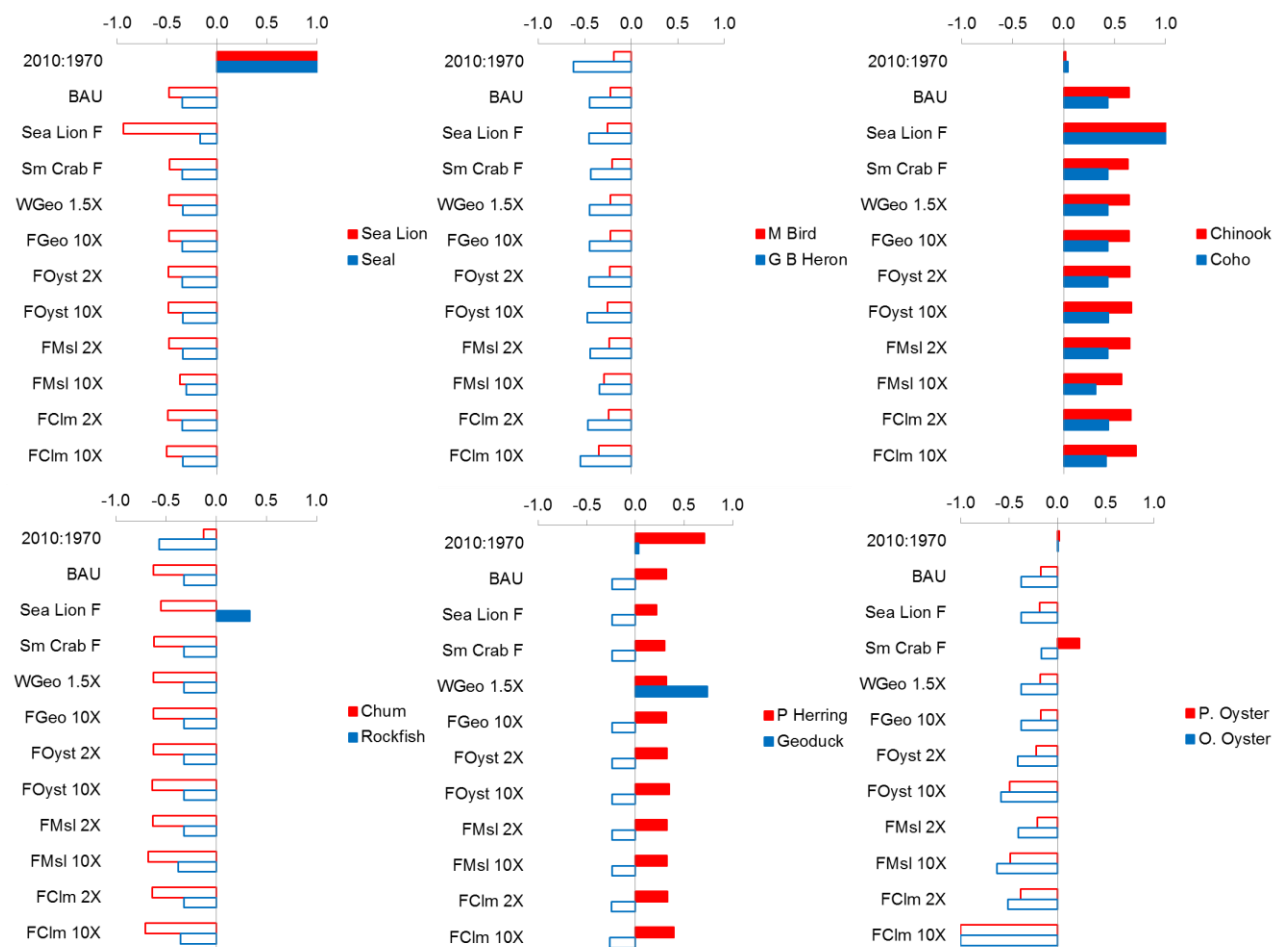 -1.0 -0.5 0.0 0.5 1.0
2010:1970
BAU
Sea Lion F
Sm Crab F
WGeo 1.5X
FGeo 10X
FOyst 2X
FOyst 10X
FMsl 2X
FMsl 10X
FClm 2X
FClm 10X
Sea Lion
Seal
-1.0 -0.5 0.0 0.5 1.0
2010:1970
BAU
Sea Lion F
Sm Crab F
WGeo 1.5X
FGeo 10X
FOyst 2X
FOyst 10X
FMsl 2X
FMsl 10X
FClm 2X
FClm 10X
M Bird
G B Heron
-1.0 -0.5 0.0 0.5 1.0
2010:1970
BAU
Sea Lion F
Sm Crab F
WGeo 1.5X
FGeo 10X
FOyst 2X
FOyst 10X
FMsl 2X
FMsl 10X
FClm 2X
FClm 10X
Chinook
Coho
-1.0 -0.5 0.0 0.5 1.0
2010:1970
BAU
Sea Lion F
Sm Crab F
WGeo 1.5X
FGeo 10X
FOyst 2X
FOyst 10X
FMsl 2X
FMsl 10X
FClm 2X
FClm 10X
Chum
Rockfish
-1.0 -0.5 0.0 0.5 1.0
2010:1970
BAU
Sea Lion F
Sm Crab F
WGeo 1.5X
FGeo 10X
FOyst 2X
FOyst 10X
FMsl 2X
FMsl 10X
FClm 2X
FClm 10X
P Herring
Geoduck
-1.0 -0.5 0.0 0.5 1.0
2010:1970
BAU
Sea Lion F
Sm Crab F
WGeo 1.5X
FGeo 10X
FOyst 2X
FOyst 10X
FMsl 2X
FMsl 10X
FClm 2X
FClm 10X
P. Oyster
O. Oyster